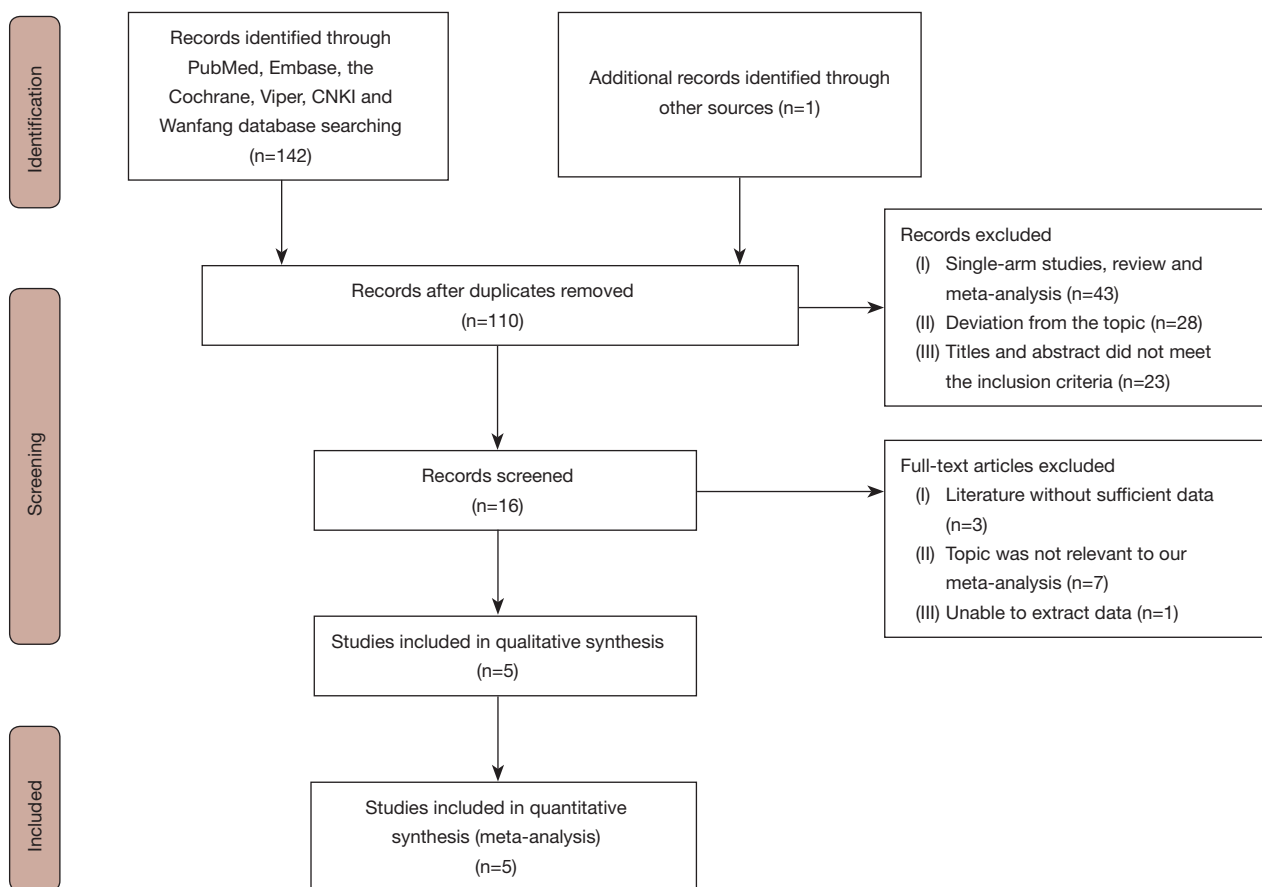 Identification
Records identified through
PubMed, Embase, the
Cochrane, Viper, CNKI and
Wanfang database searching
(n=142)
Additional records identified through
other sources (n=1)
Records after duplicates removed
(n=110)
Records excluded
(I) Single-arm studies, review and
meta-analysis (n=43)
(II) Deviation from the topic (n=28)
(III) Titles and abstract did not meet
the inclusion criteria (n=23)
Screening
Records screened
(n=16)
Full-text articles excluded
(I) Literature without sufficient data
(n=3)
(II) Topic was not relevant to our
meta-analysis (n=7)
(III) Unable to extract data (n=1)
Studies included in qualitative synthesis
(n=5)
Included
Studies included in quantitative
synthesis (meta-analysis)
(n=5)